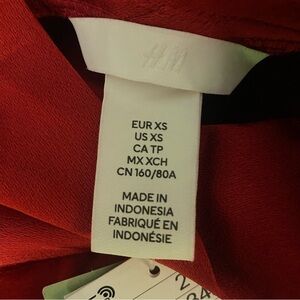 H&M
EUR XS
US XS
CA TP
MX XCH
CN 160/80A
MADE IN
INDONESIA
FABRIQUÉ EN
INDONÉSIE